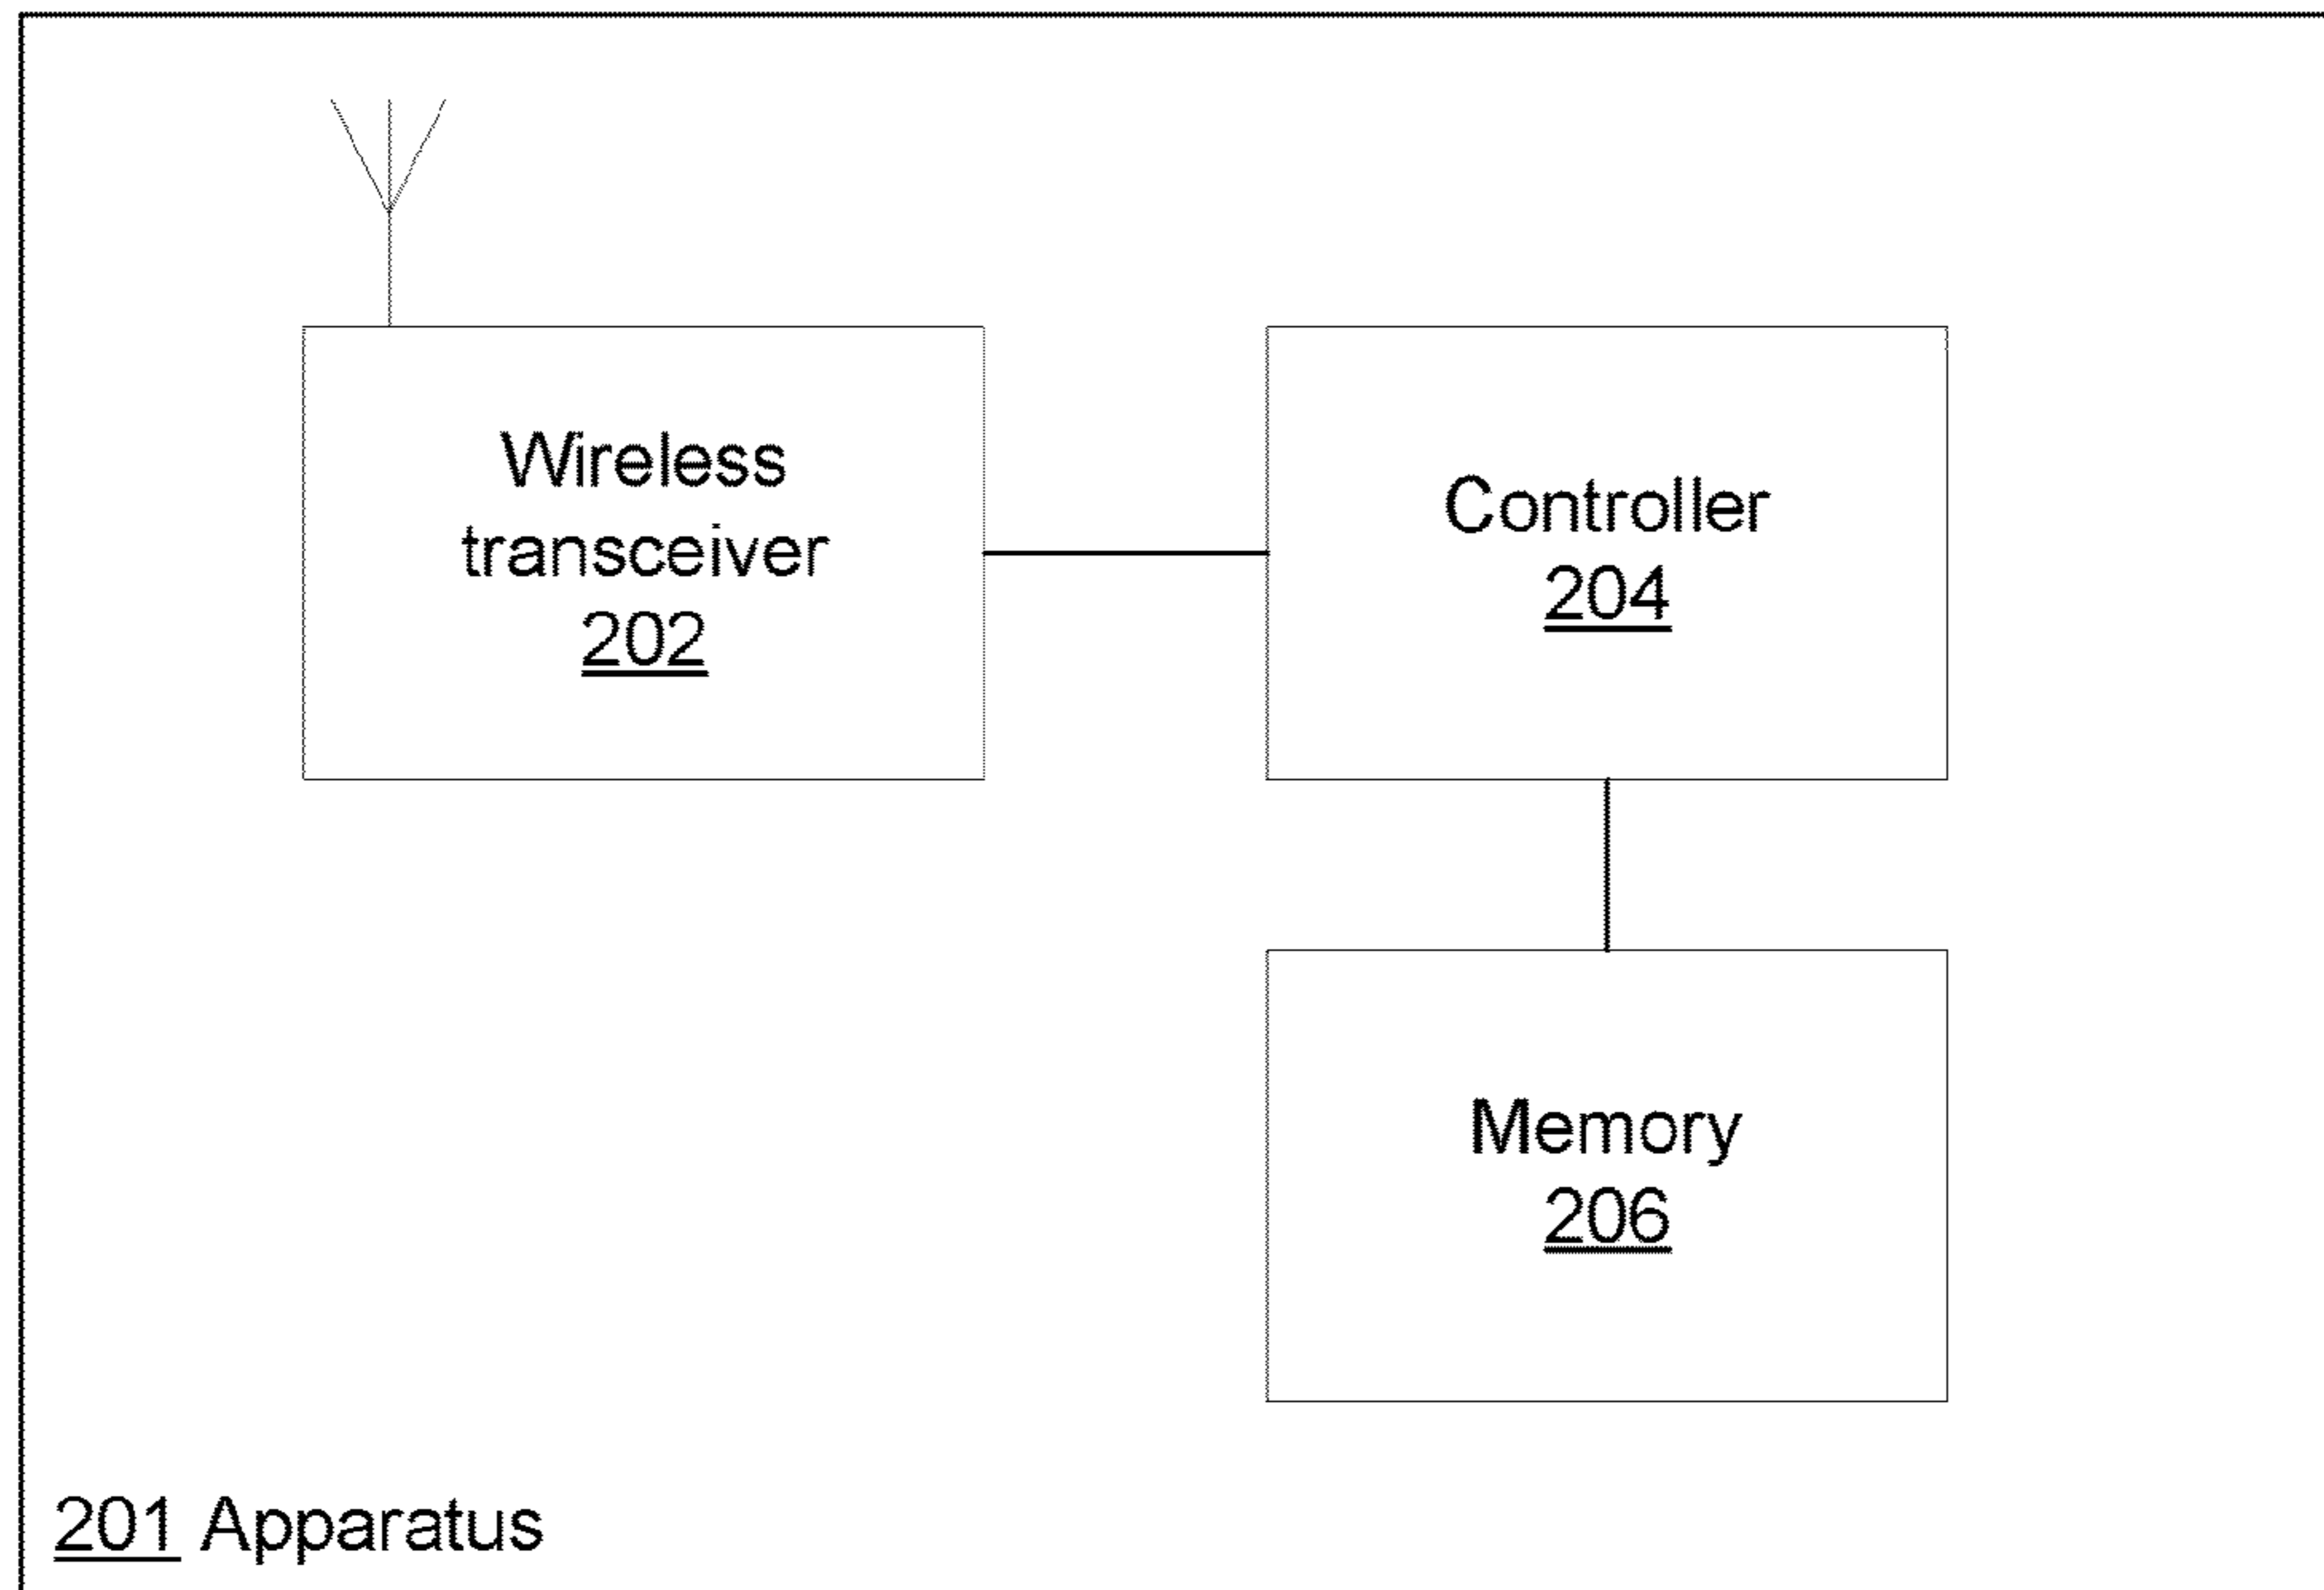 Wireless
transceiver
202
Controller
204
Memory
206
201 Apparatus